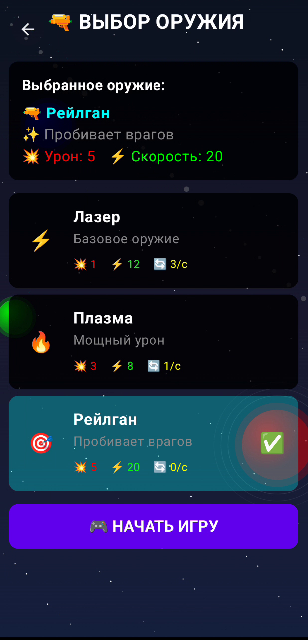 ВЫБОР ОРУЖИЯ
Выбранное оружие:
Рейлган
Пробивает врагов
Урон: 5 Скорость: 20
Лазер
Базовое оружие
1 12 3/с
Плазма
Мощный урон
3 8 1/с
Рейлган
Пробивает врагов
5 20 0/с
НАЧАТЬ ИГРУ